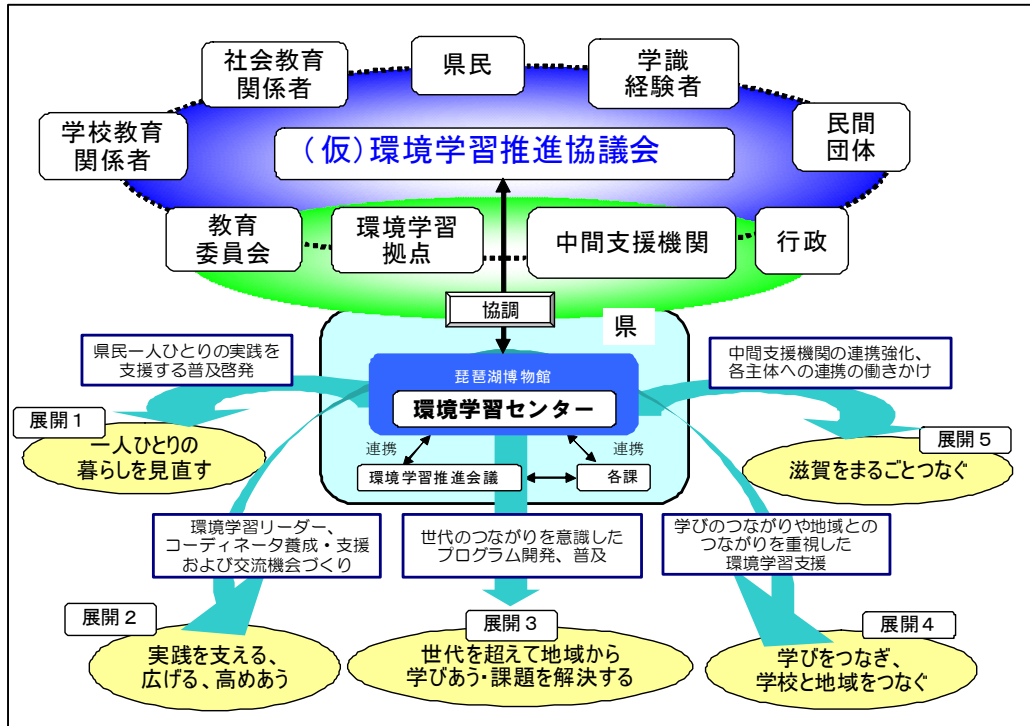 県民
社会教育
関係者
学識
経験者
学校教育
関係者
民間
団体
（仮）環境学習推進協議会
教育
委員会
環境学習
拠点
中間支援機関
行政
協調
県
県民一人ひとりの実践を
支援する普及啓発
中間支援機関の連携強化、
各主体への連携の働きかけ
琵琶湖博物館
環境学習センター
展開１
一人ひとりの
暮らしを見直す
連携
連携
環境学習推進会議
各課
展開５
滋賀をまるごとつなぐ
環境学習リーダー、
コーディネータ養成・支援
および交流機会づくり
世代のつながりを意識した
プログラム開発、普及
学びのつながりや地域との
つながりを重視した
環境学習支援
展開２
実践を支える、
広げる、高めあう
展開３
世代を超えて地域から
学びあう・課題を解決する
展開４
学びをつなぎ、
学校と地域をつなぐ